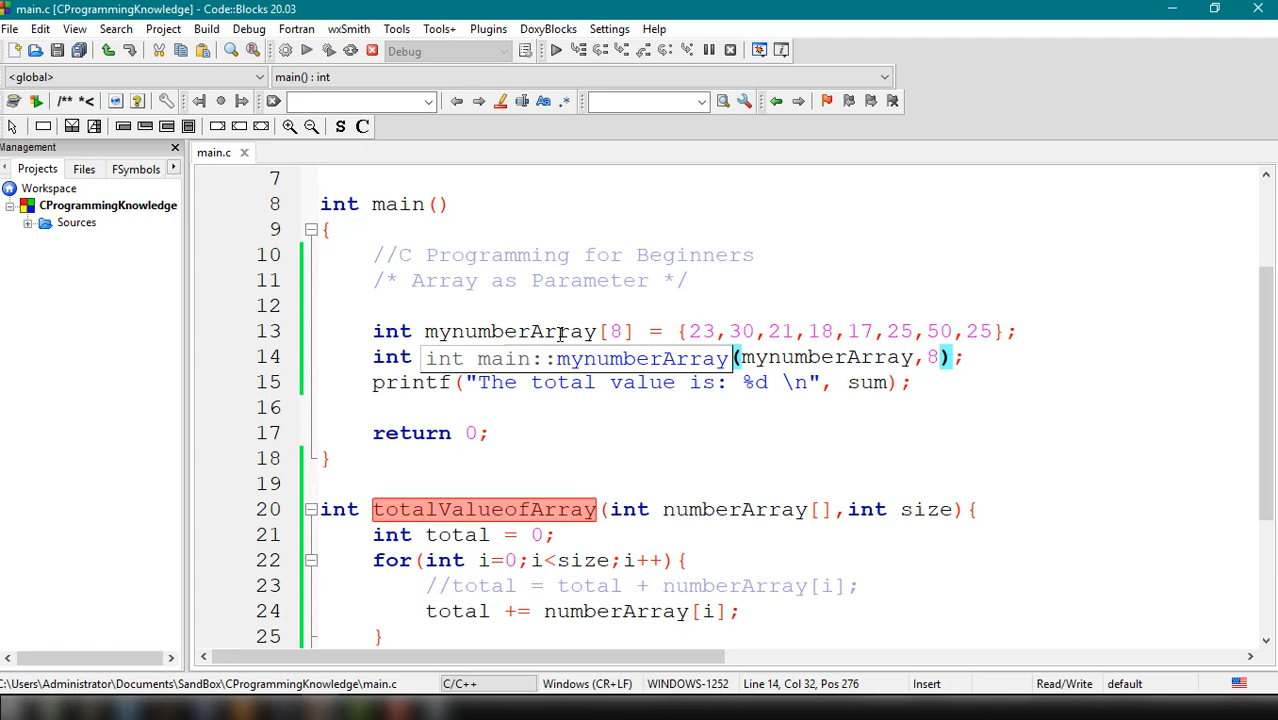 main.c [CProgrammingKnowledge] - Code::Blocks 20.03
File Edit View Search Project Build Debug Fortran wxSmith Tools Tools+ Plugins DoxyBlocks Settings Help
Debug
<global> main() : int
/** *<
S C
Management
Projects Files FSymbols
main.c
Workspace
CProgrammingKnowledge
Sources
7
8 int main()
9 {
10 //C Programming for Beginners
11 /* Array as Parameter */
12
13 int mynumberArray[8] = {23,30,21,18,17,25,50,25};
14 int int main::mynumberArray (mynumberArray,8);
15 printf("The total value is: %d \n", sum);
16
17 return 0;
18 }
19
20 int totalValueofArray(int numberArray[],int size){
21 int total = 0;
22 for(int i=0;i<size;i++){
23 //total = total + numberArray[i];
24 total += numberArray[i];
25 }
C:\Users\Administrator\Documents\SandBox\CProgrammingKnowledge\main.c C/C++ Windows (CR+LF) WINDOWS-1252 Line 14, Col 32, Pos 276 Insert Read/Write default